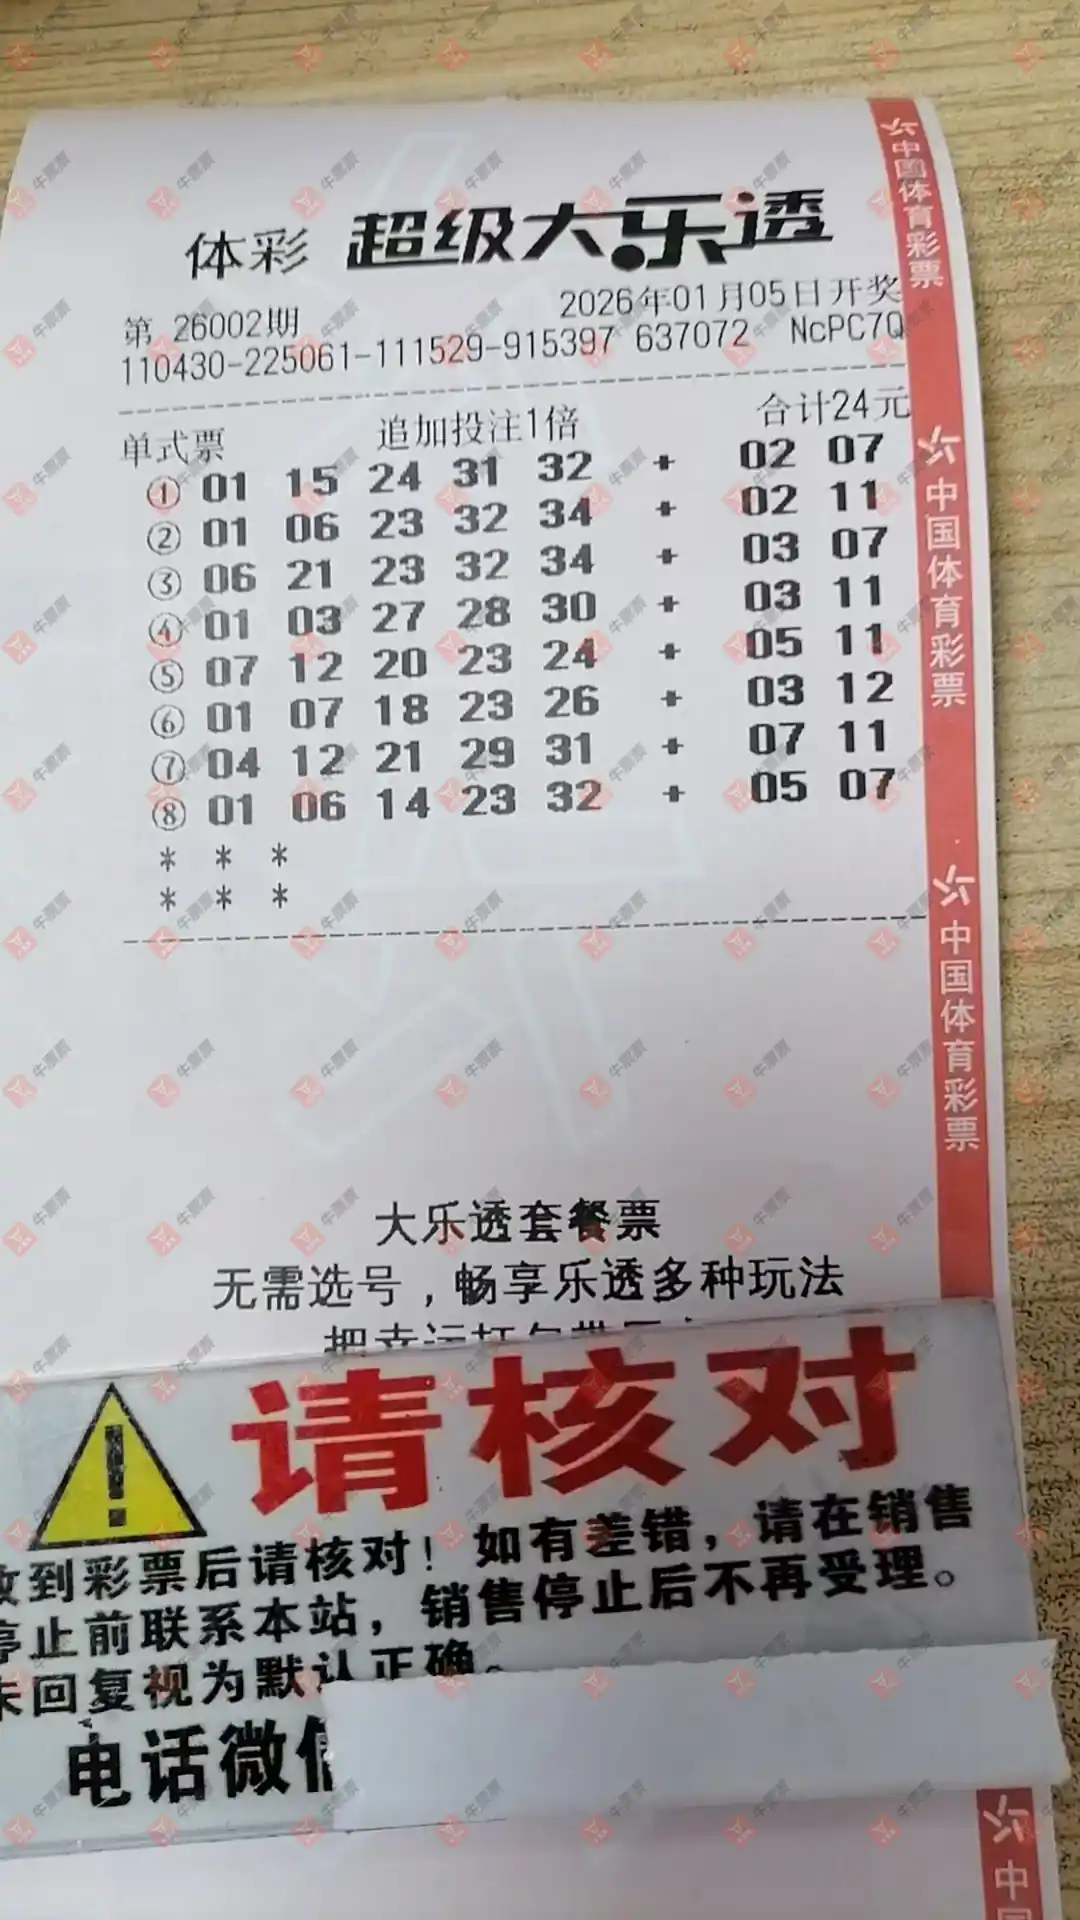 体彩 超级大乐透
第 26002期 2026年01月05日开奖
110430-225061-111529-915397 637072 NcPC7Q
单式票 追加投注1倍 合计24元
① 01 15 24 31 32 + 02 07
② 01 06 23 32 34 + 02 11
③ 06 21 23 32 34 + 03 07
④ 01 03 27 28 30 + 03 11
⑤ 07 12 20 23 24 + 05 11
⑥ 01 07 18 23 26 + 03 12
⑦ 04 12 21 29 31 + 07 11
⑧ 01 06 14 23 32 + 05 07
* * *
* * *
大乐透套餐票
无需选号，畅享乐透多种玩法
请核对
收到彩票后请核对！如有差错，请在销售
停止前联系本站，销售停止后不再受理。
未回复视为默认正确。
电话微信
中国体育彩票
中国体育彩票
中国体育彩票
中国
牛票票